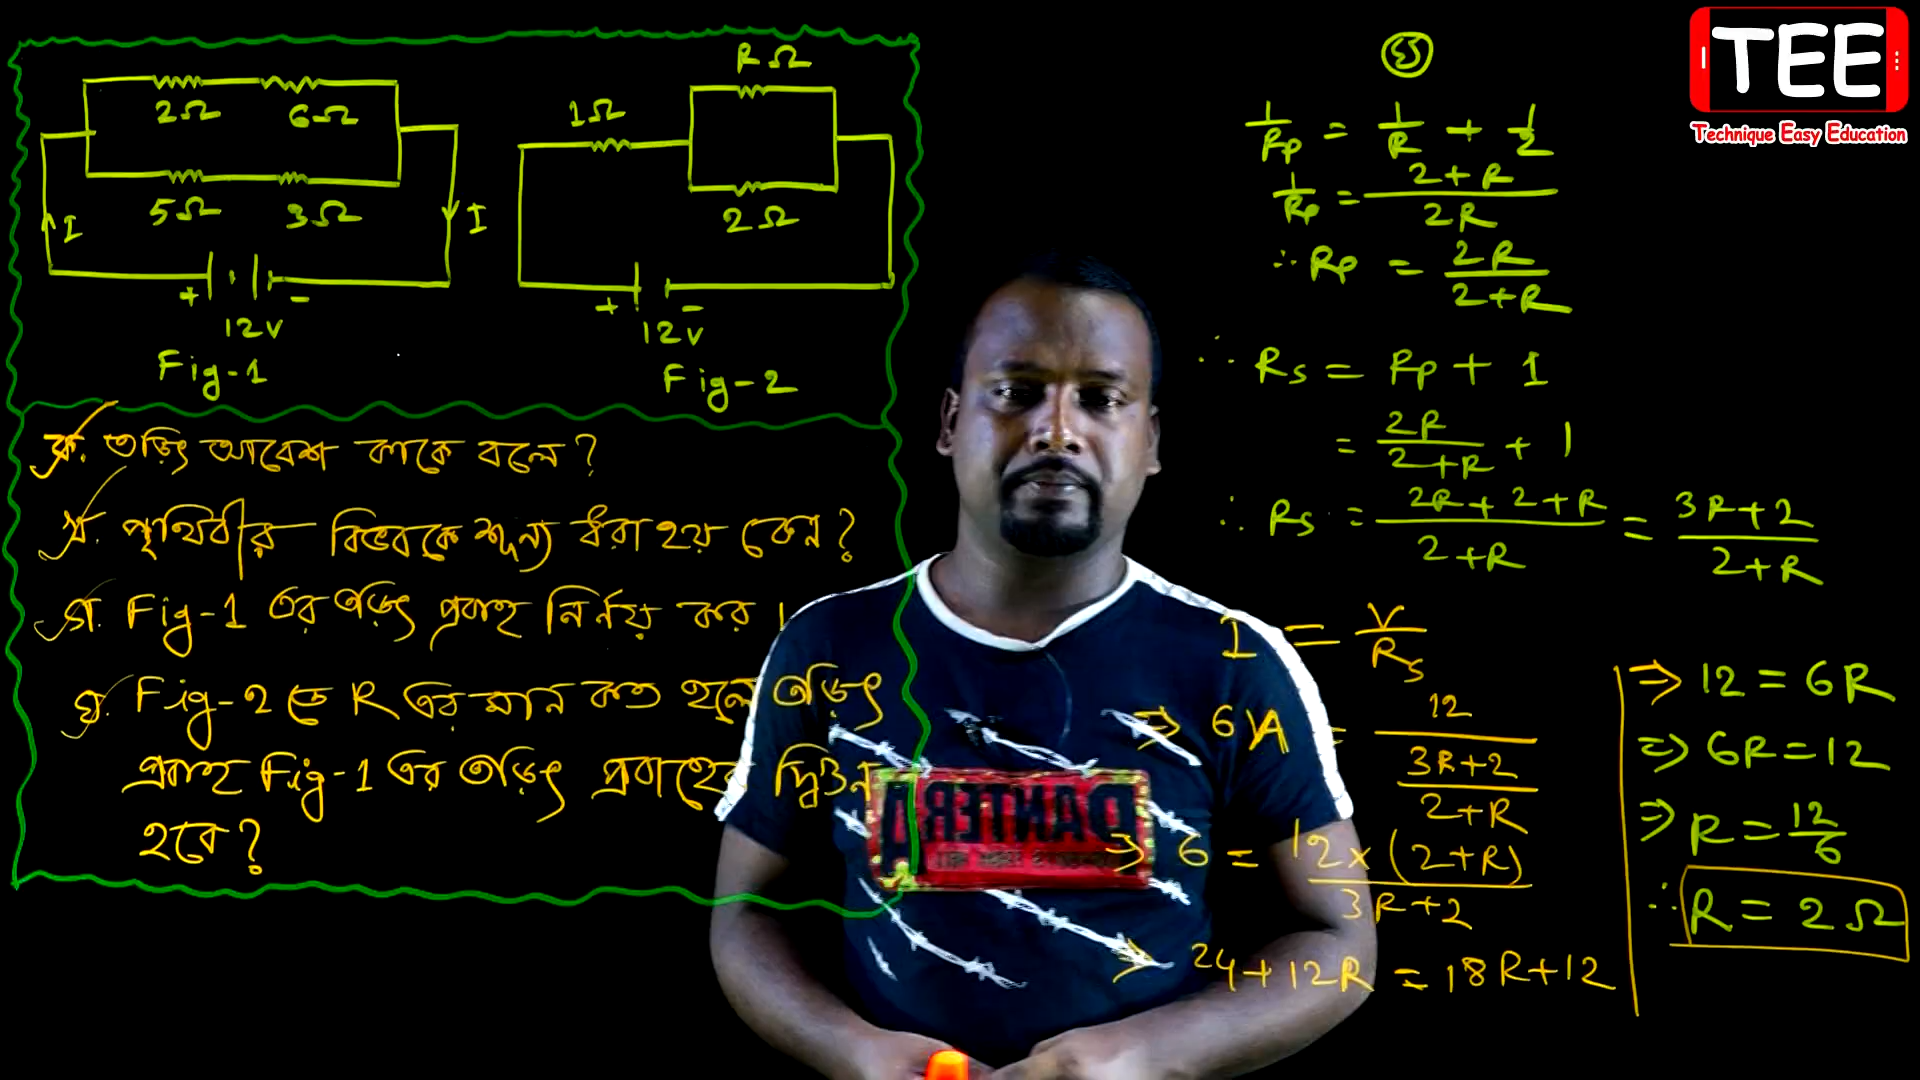 2Ω 6Ω
5Ω 3Ω
I I
+ -
12V
Fig-1
RΩ
1Ω
2Ω
+ -
12V
Fig-2
ক. তড়িৎ আবেশ কাকে বলে?
খ. পৃথিবীর বিভবকে শূন্য ধরা হয় কেন?
গ. Fig-1 এর তড়িৎ প্রবাহ নির্ণয় কর।
ঘ. Fig-2 তে R এর মান কত হলে তড়িৎ
প্রবাহ Fig-1 এর তড়িৎ প্রবাহের দ্বিগুন
হবে?
ঘ
1/Rp = 1/R + 1/2
1/Rp = (2+R)/2R
∴ Rp = 2R/(2+R)
∴ Rs = Rp + 1
= 2R/(2+R) + 1
∴ Rs = (2R+2+R)/(2+R) = (3R+2)/(2+R)
I = V/Rs
⇒ 6A = 12/((3R+2)/(2+R))
⇒ 6 = 12×(2+R)/(3R+2)
⇒ 24+12R = 18R+12
⇒ 12 = 6R
⇒ 6R = 12
⇒ R = 12/6
∴ R = 2Ω
TEE
Technique Easy Education
PANTERA